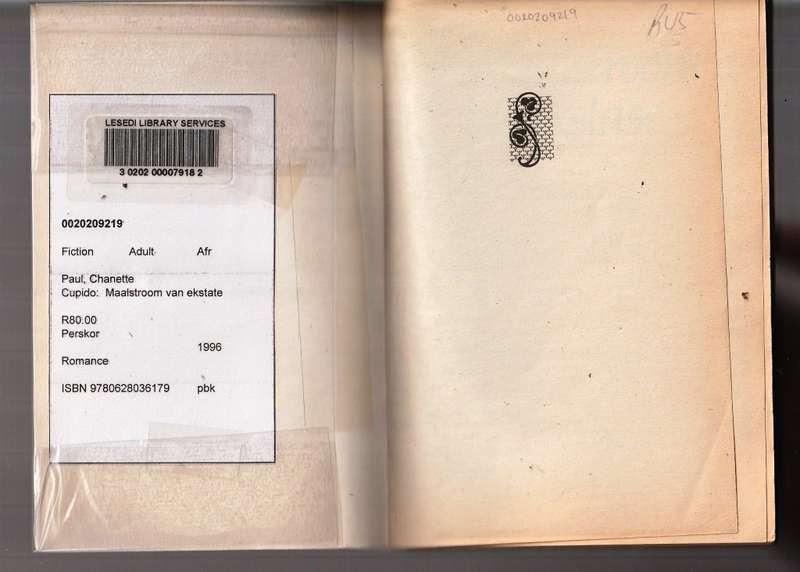 LESEDI LIBRARY SERVICES
3 0202 00007918 2
0020209219
Fiction Adult Afr
Paul, Chanette
Cupido: Maalstroom van ekstate
R80.00
Perskor
1996
Romance
ISBN 9780628036179 pbk
0020209219